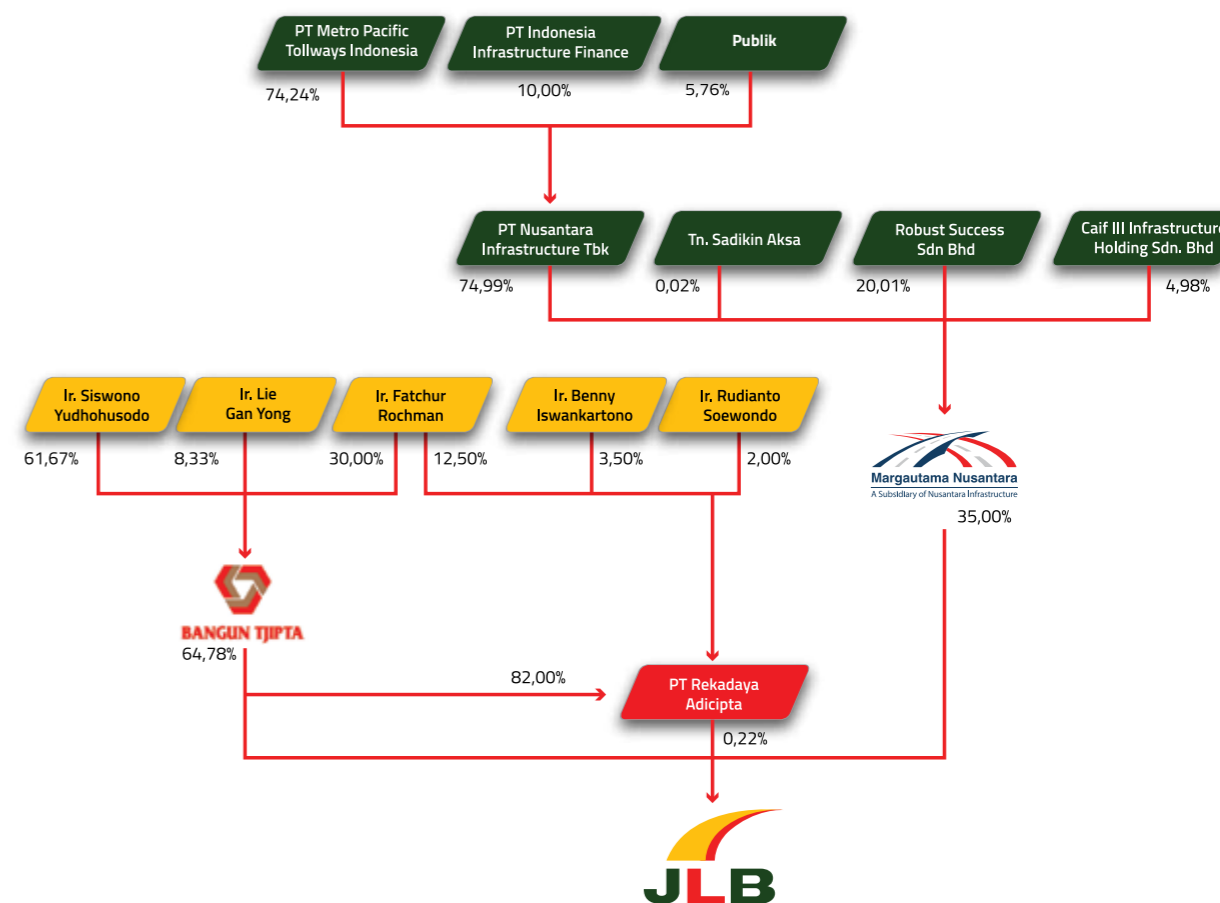 PT Metro Pacific
Tollways Indonesia
PT Indonesia
Infrastructure Finance
Publik
74,24%
10,00%
5,76%
PT Nusantara
Infrastructure Tbk
Tn. Sadikin Aksa
Robust Success
Sdn Bhd
Caif III Infrastructure
Holding Sdn. Bhd
74,99%
0,02%
20,01%
4,98%
Ir. Siswono
Yudhohusodo
Ir. Lie
Gan Yong
Ir. Fatchur
Rochman
Ir. Benny
Iswankartono
Ir. Rudianto
Soewondo
61,67%
8,33%
30,00%
12,50%
3,50%
2,00%
Margautama Nusantara
A Subsidiary of Nusantara Infrastructure
35,00%
BANGUN TJIPTA
64,78%
82,00%
PT Rekadaya
Adicipta
0,22%
JLB